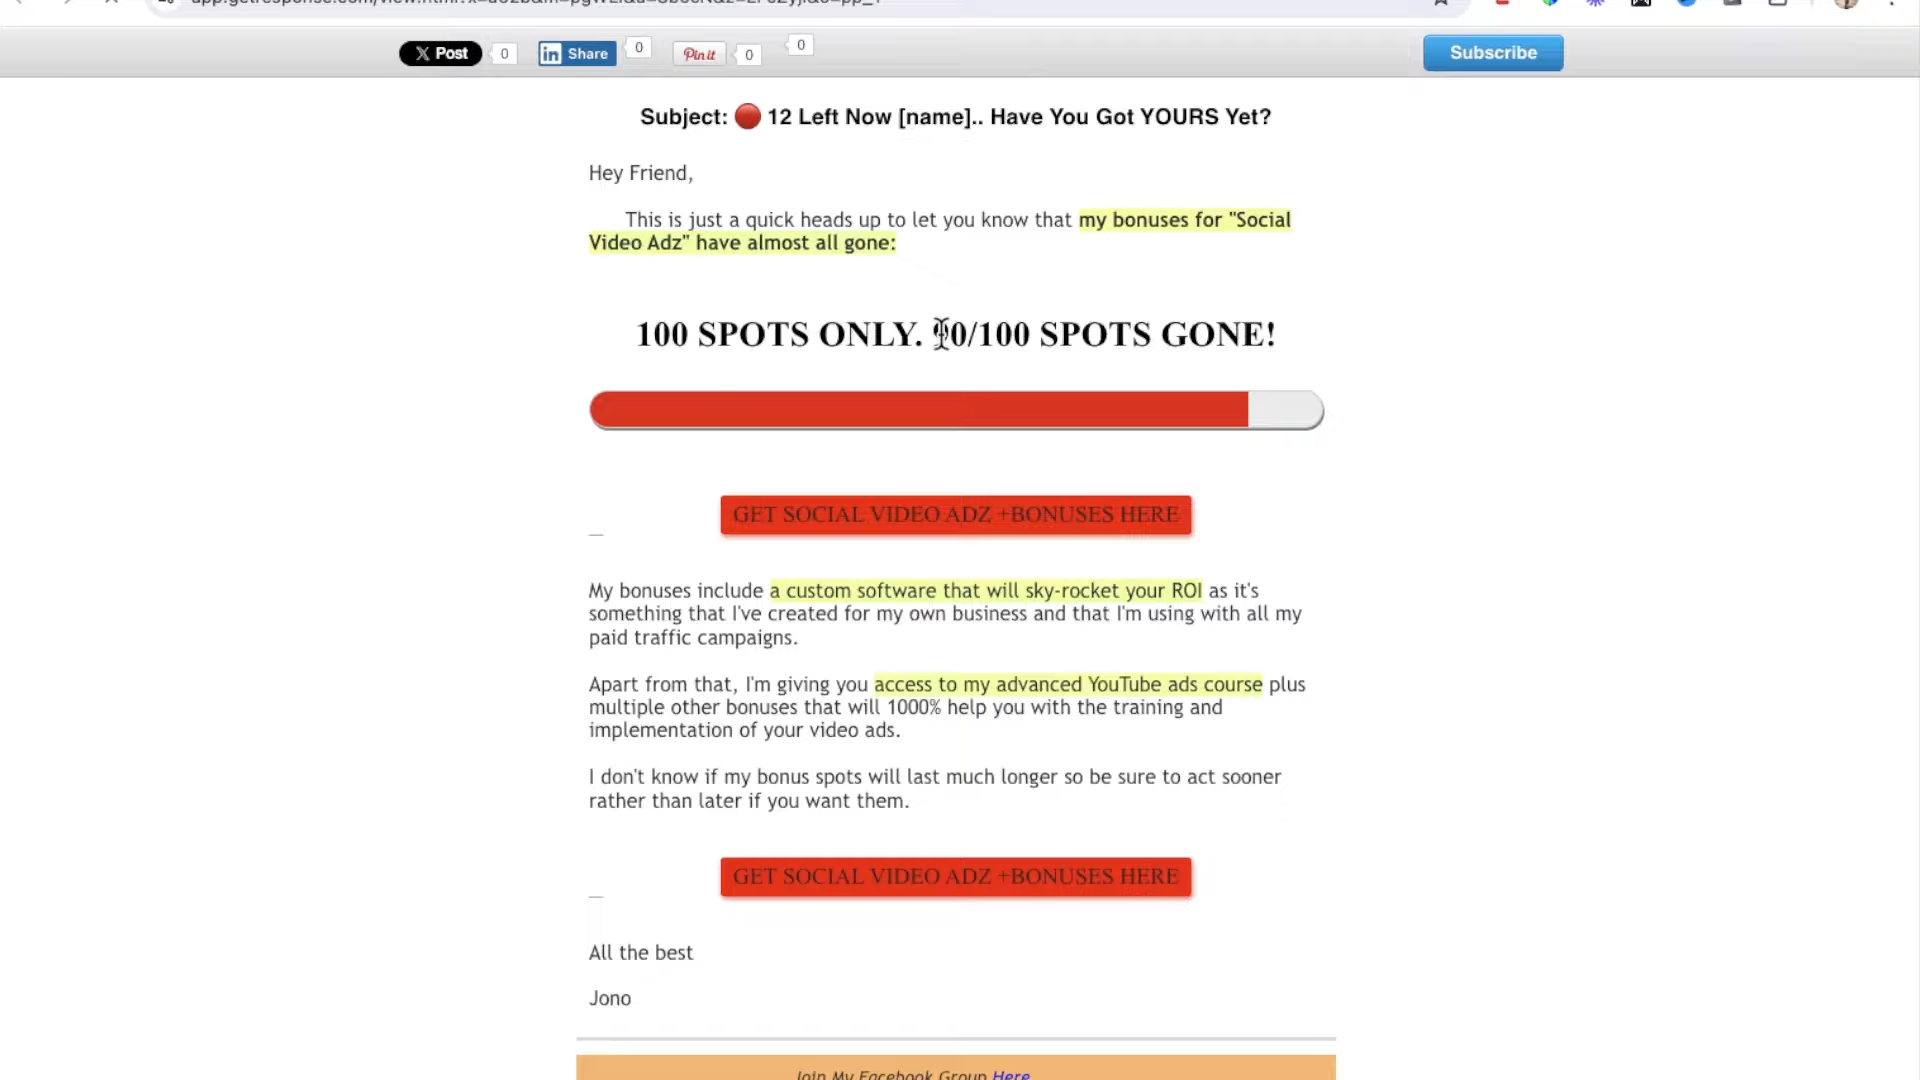 Post 0 in Share 0 Pin it 0 0 Subscribe
Subject: 🔴 12 Left Now [name].. Have You Got YOURS Yet?
Hey Friend,
This is just a quick heads up to let you know that my bonuses for "Social
Video Adz" have almost all gone:
100 SPOTS ONLY. 90/100 SPOTS GONE!
GET SOCIAL VIDEO ADZ +BONUSES HERE
My bonuses include a custom software that will sky-rocket your ROI as it's
something that I've created for my own business and that I'm using with all my
paid traffic campaigns.
Apart from that, I'm giving you access to my advanced YouTube ads course plus
multiple other bonuses that will 1000% help you with the training and
implementation of your video ads.
I don't know if my bonus spots will last much longer so be sure to act sooner
rather than later if you want them.
GET SOCIAL VIDEO ADZ +BONUSES HERE
All the best
Jono
Join My Facebook Group Here